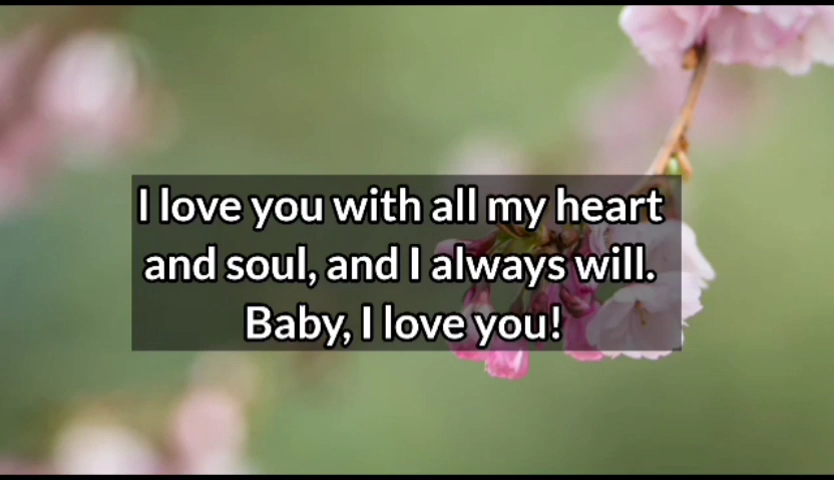 I love you with all my heart
and soul, and I always will.
Baby, I love you!